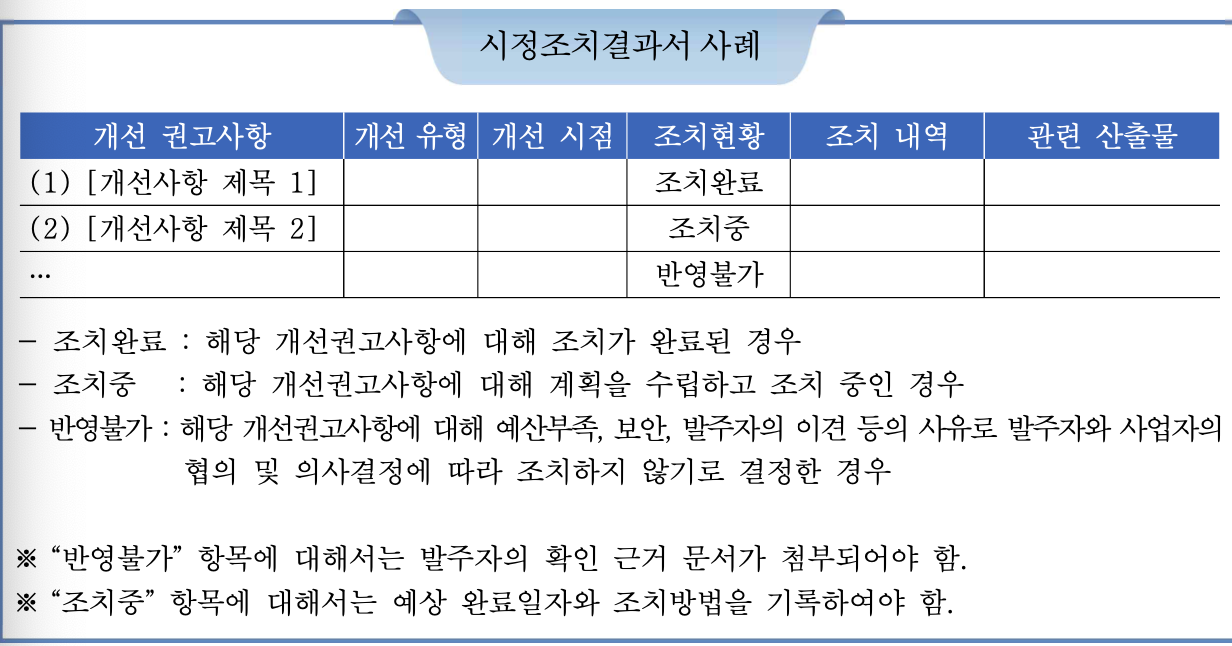 시정조치결과서 사례
개선 권고사항 개선 유형 개선 시점 조치현황 조치 내역 관련 산출물
(1) [개선사항 제목 1] 조치완료
(2) [개선사항 제목 2] 조치중
… 반영불가
− 조치완료 : 해당 개선권고사항에 대해 조치가 완료된 경우
− 조치중 : 해당 개선권고사항에 대해 계획을 수립하고 조치 중인 경우
− 반영불가 : 해당 개선권고사항에 대해 예산부족, 보안, 발주자의 이견 등의 사유로 발주자와 사업자의
협의 및 의사결정에 따라 조치하지 않기로 결정한 경우
※ “반영불가” 항목에 대해서는 발주자의 확인 근거 문서가 첨부되어야 함.
※ “조치중” 항목에 대해서는 예상 완료일자와 조치방법을 기록하여야 함.